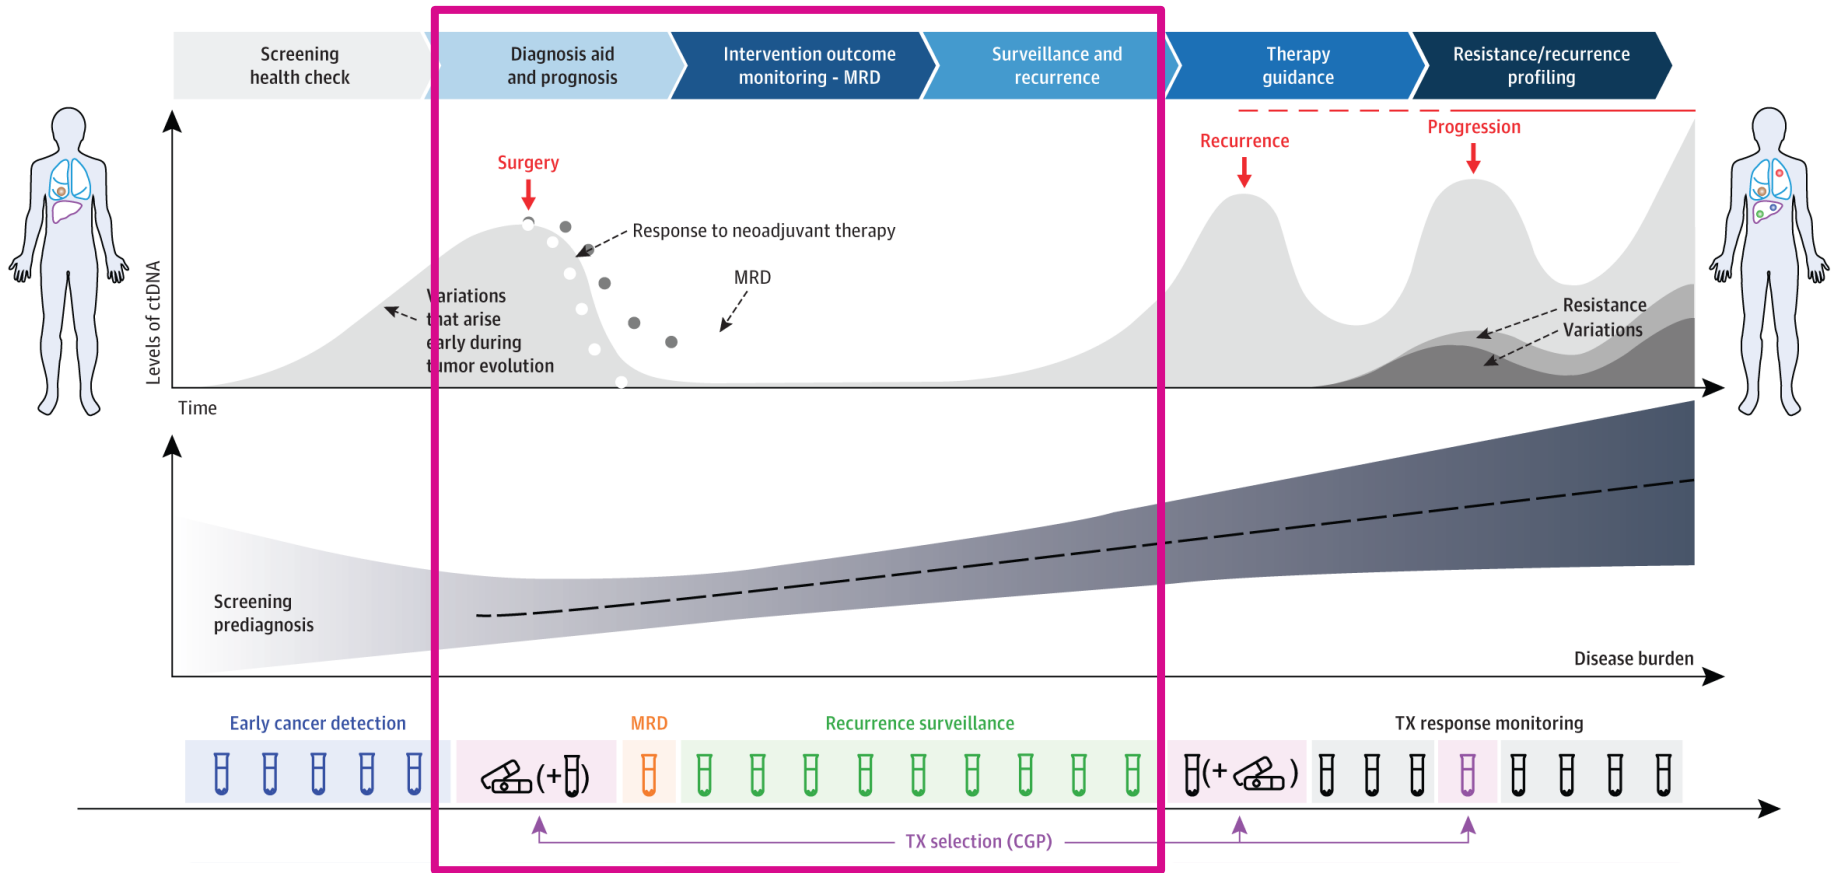 Screening
health check
Diagnosis aid
and prognosis
Intervention outcome
monitoring - MRD
Surveillance and
recurrence
Therapy
guidance
Resistance/recurrence
profiling
Levels of ctDNA
Surgery
Response to neoadjuvant therapy
MRD
Variations
that arise
early during
tumor evolution
Recurrence
Progression
Resistance
Variations
Time
Screening
prediagnosis
Disease burden
Early cancer detection
MRD
Recurrence surveillance
TX response monitoring
(+ )
(+ )
TX selection (CGP)